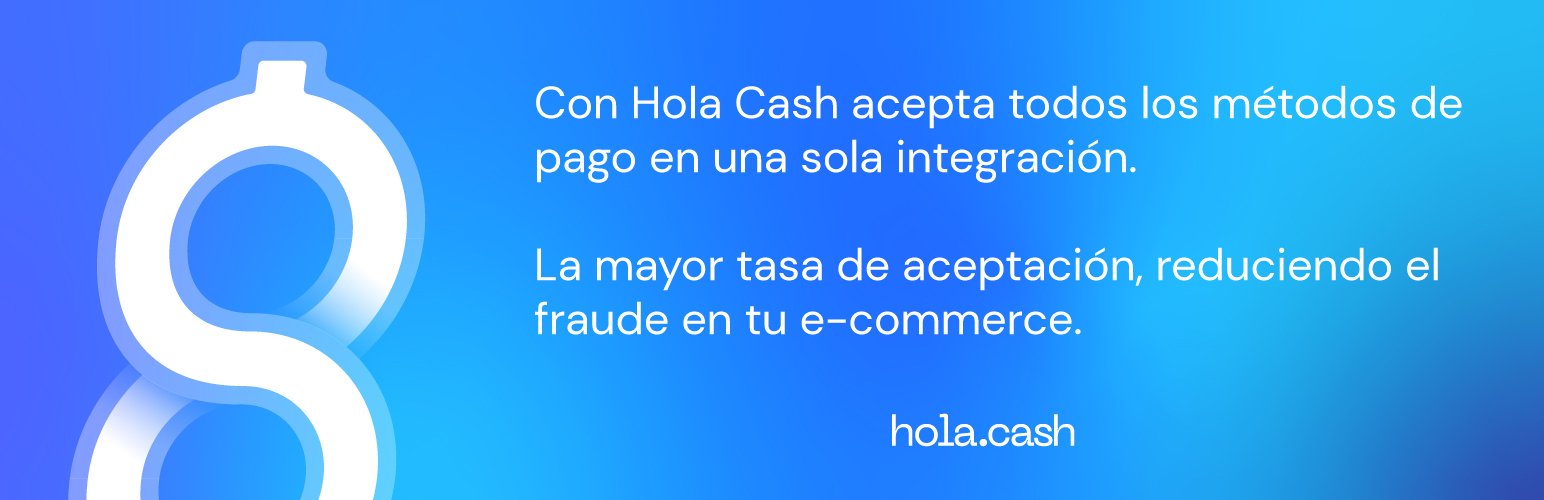 Con Hola Cash acepta todos los métodos de
pago en una sola integración.
La mayor tasa de aceptación, reduciendo el
fraude en tu e-commerce.
hola.cash